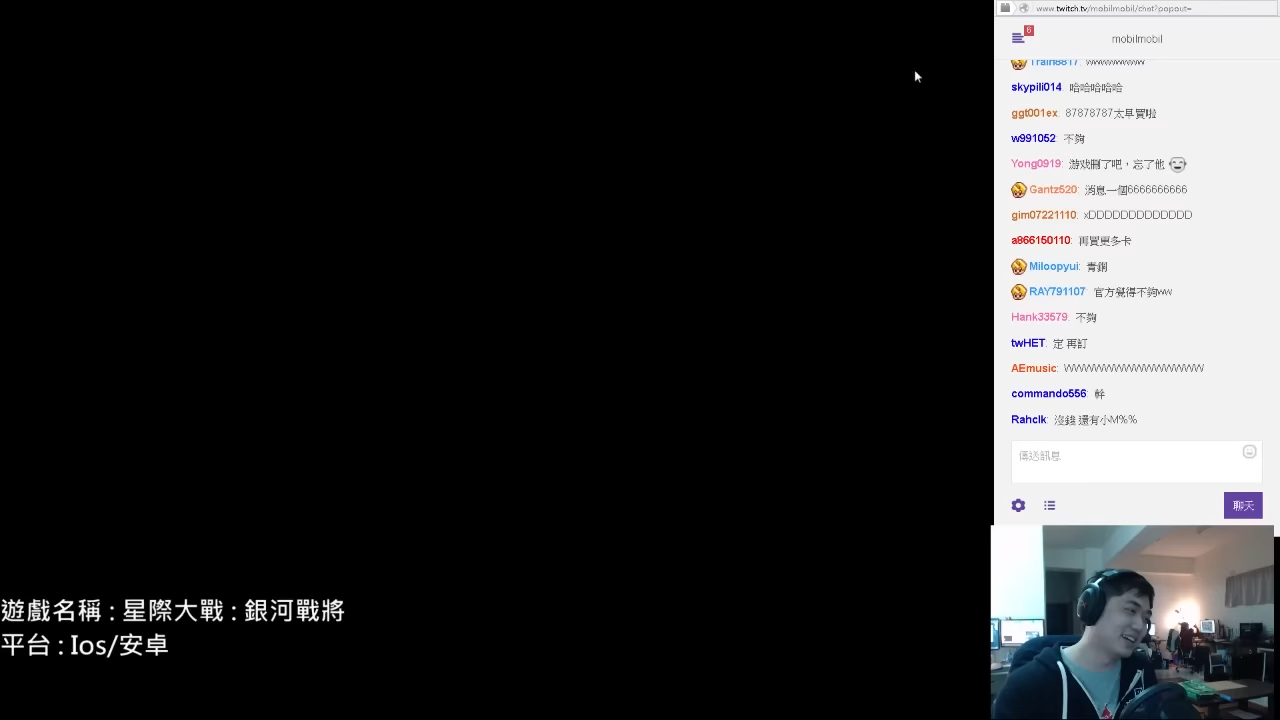 www.twitch.tv/mobilmobil/chat?popout=
6
mobilmobil
Train8817: wwwwwwww
skypili014: 哈哈哈哈哈
ggt001ex: 87878787太早買啦
w991052: 不夠
Yong0919: 游戏刪了吧，忘了他
Gantz520: 消息一個6666666666
gim07221110: xDDDDDDDDDDDDD
a866150110: 再買更多卡
Miloopyui: 青銅
RAY791107: 官方覺得不夠ww
Hank33579: 不夠
twHET: 定 再訂
AEmusic: WWWWWWWWWWWWWWWW
commando556: 幹
Rahclk: 沒錢 還有小M%%
傳送訊息
聊天
遊戲名稱 : 星際大戰 : 銀河戰將
平台 : Ios/安卓